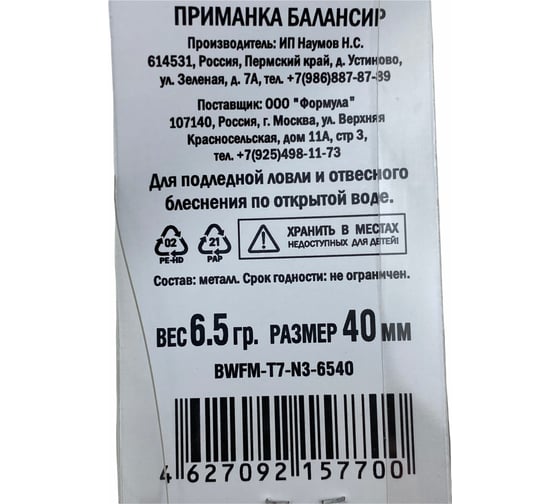 ПРИМАНКА БАЛАНСИР
Производитель: ИП Наумов Н.С.
614531, Россия, Пермский край, д. Устиново,
ул. Зеленая, д. 7А, тел. +7(986)887-87-89
Поставщик: ООО "Формула"
107140, Россия, г. Москва, ул. Верхняя
Красносельская, дом 11А, стр 3,
тел. +7(925)498-11-73
Для подледной ловли и отвесного
блеснения по открытой воде.
02
PE-HD
21
PAP
ХРАНИТЬ В МЕСТАХ
НЕДОСТУПНЫХ ДЛЯ ДЕТЕЙ!
Состав: металл. Срок годности: не ограничен.
ВЕС 6.5 гр. РАЗМЕР 40 ММ
BWFM-T7-N3-6540
4 627092 157700